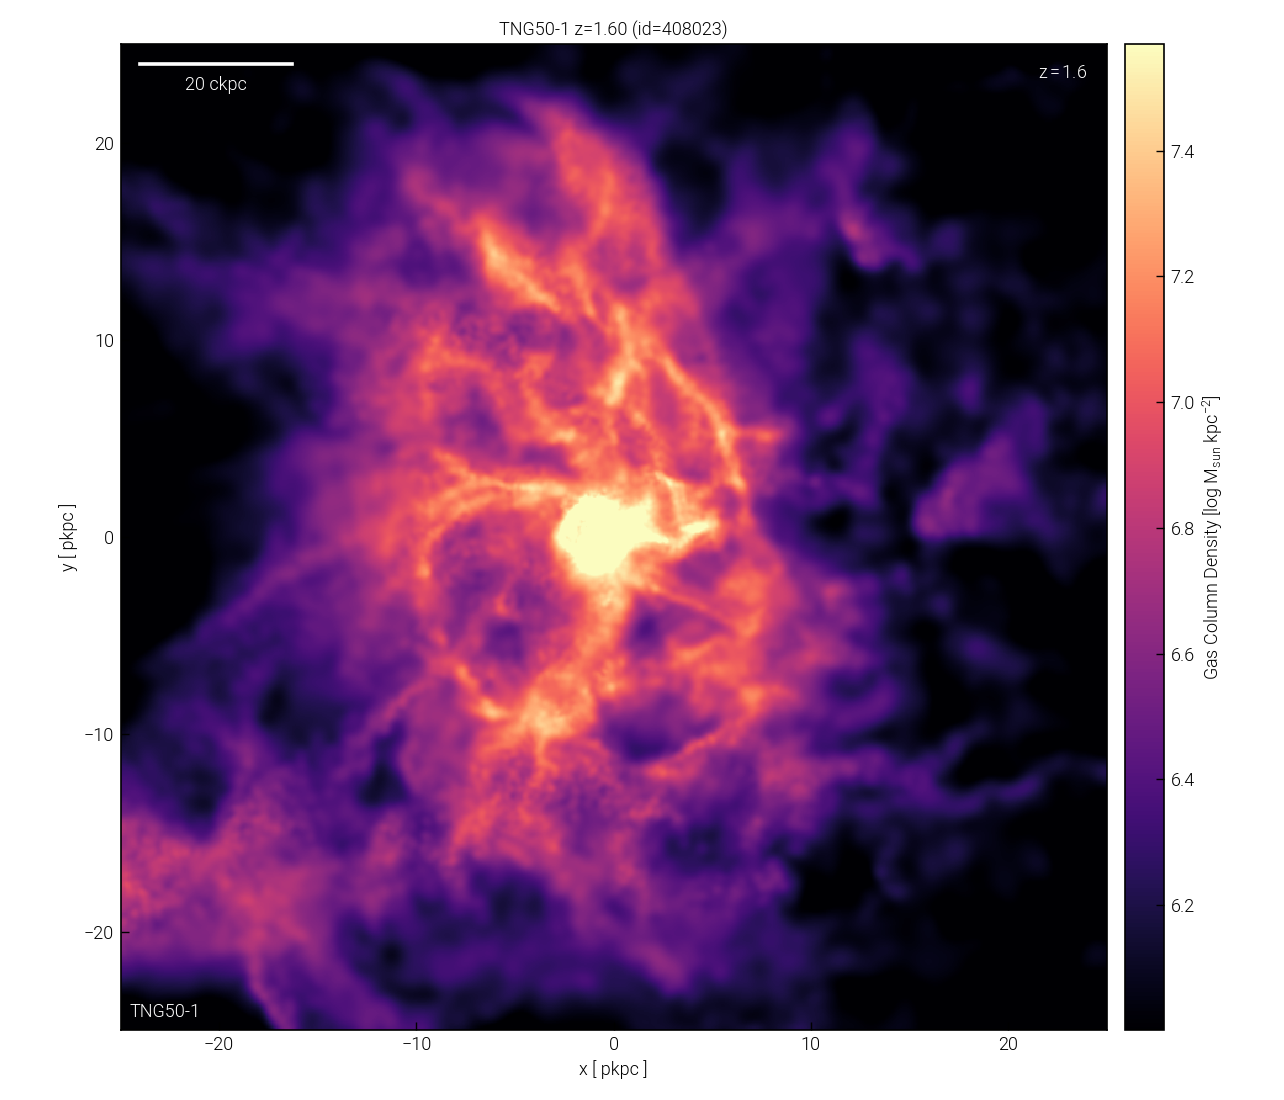 TNG50-1 z=1.60 (id=408023)
20 ckpc
z = 1.6
20
10
0
−10
−20
y [ pkpc ]
TNG50-1
−20
−10
0
10
20
x [ pkpc ]
7.4
7.2
7.0
6.8
6.6
6.4
6.2
Gas Column Density [log M_sun kpc^−2]